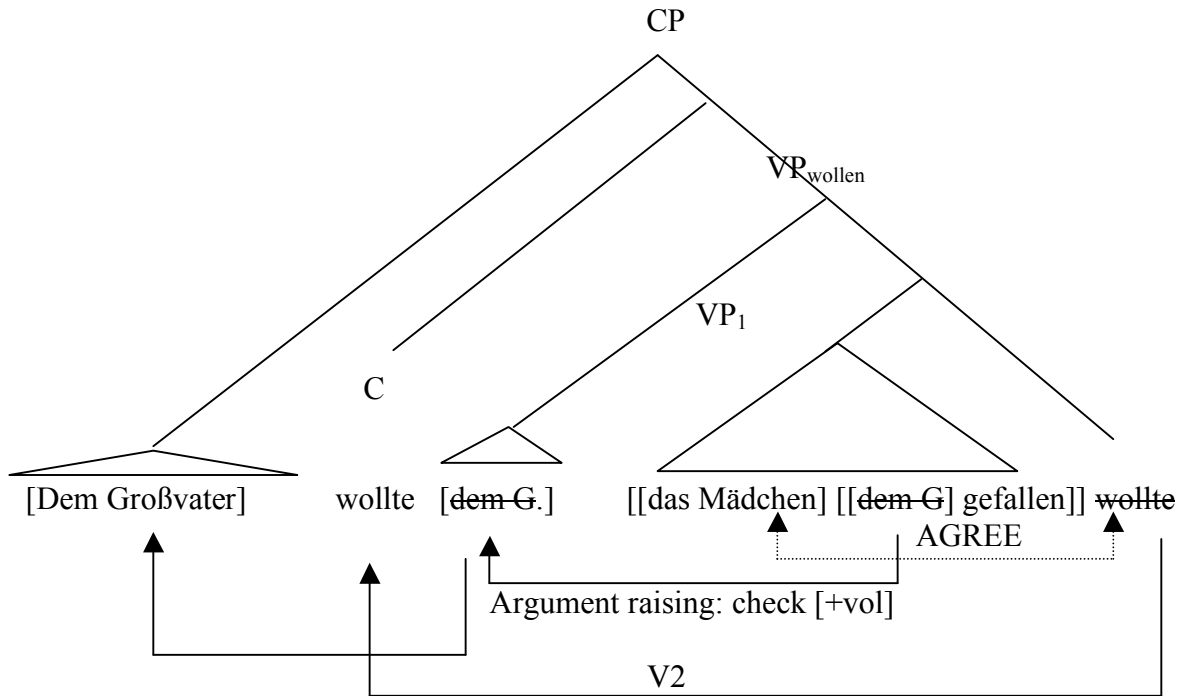 CP
VPwollen
VP1
C
[Dem Großvater] wollte [dem G.] [[das Mädchen] [[dem G] gefallen]] wollte
AGREE
Argument raising: check [+vol]
V2